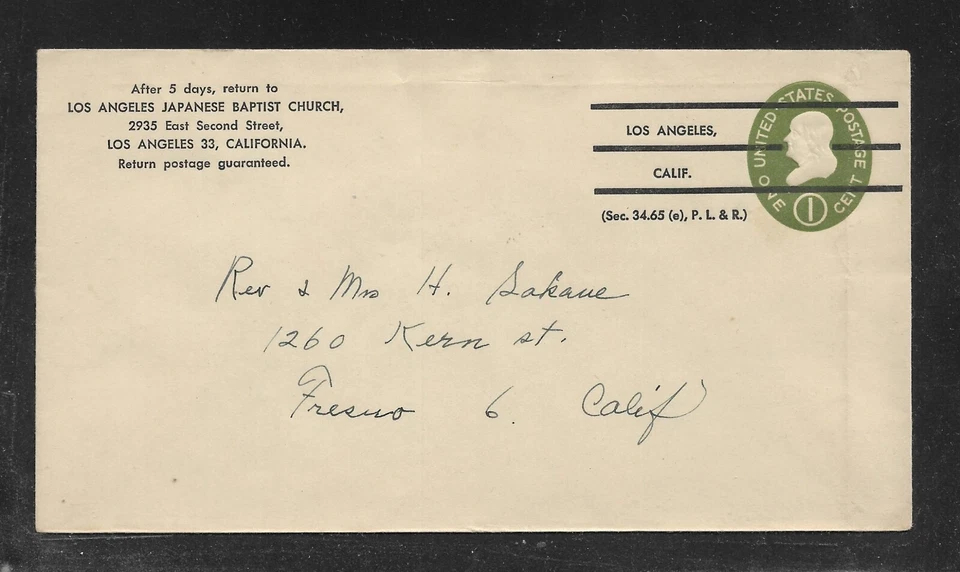 After 5 days, return to
LOS ANGELES JAPANESE BAPTIST CHURCH,
2935 East Second Street,
LOS ANGELES 33, CALIFORNIA.
Return postage guaranteed.
LOS ANGELES,
CALIF.
(Sec. 34.65 (e), P. L. & R.)
UNITED STATES POSTAGE
ONE CENT
1
Rev & Mrs H. Sakaue
1260 Kern st.
Fresno 6. Calif